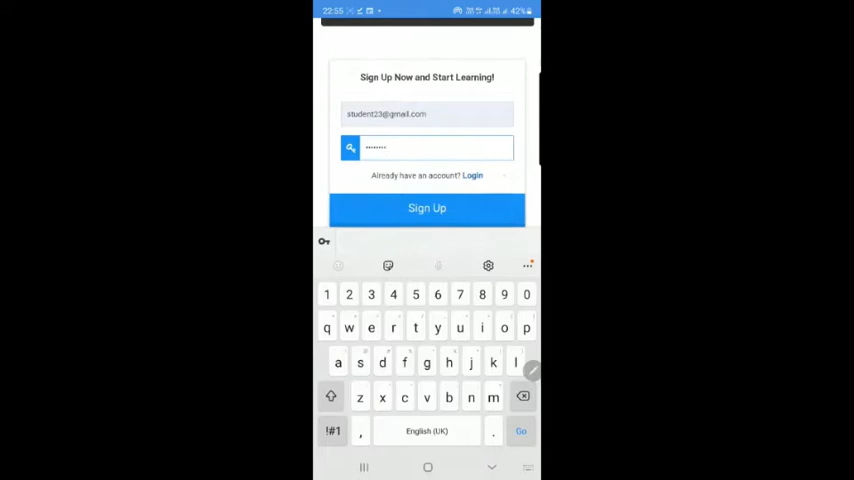 22:55 42%
Sign Up Now and Start Learning!
student23@gmail.com
••••••••
Already have an account? Login
Sign Up
1 2 3 4 5 6 7 8 9 0
q w e r t y u i o p
a s d f g h j k l
z x c v b n m
!#1 , English (UK) . Go